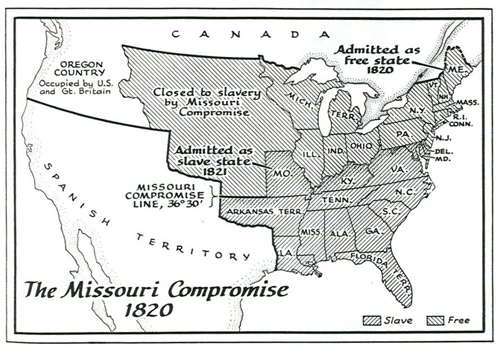 CANADA
OREGON
COUNTRY
Occupied by U.S.
and Gt. Britain
Admitted as
free state
1820
ME.
Closed to slavery
by Missouri
Compromise
MICH.
TERR.
VT.
N.H.
MASS.
N.Y.
R.I.
CONN.
PA.
N.J.
ILL.
IND.
OHIO
DEL.
MD.
Admitted as
slave state
1821
MO.
KY.
VA.
MISSOURI
COMPROMISE
LINE, 36°30'
N.C.
TENN.
ARKANSAS TERR.
S.C.
SPANISH TERRITORY
MISS.
ALA.
GA.
LA.
FLORIDA TERR.
The Missouri Compromise
1820
Slave
Free